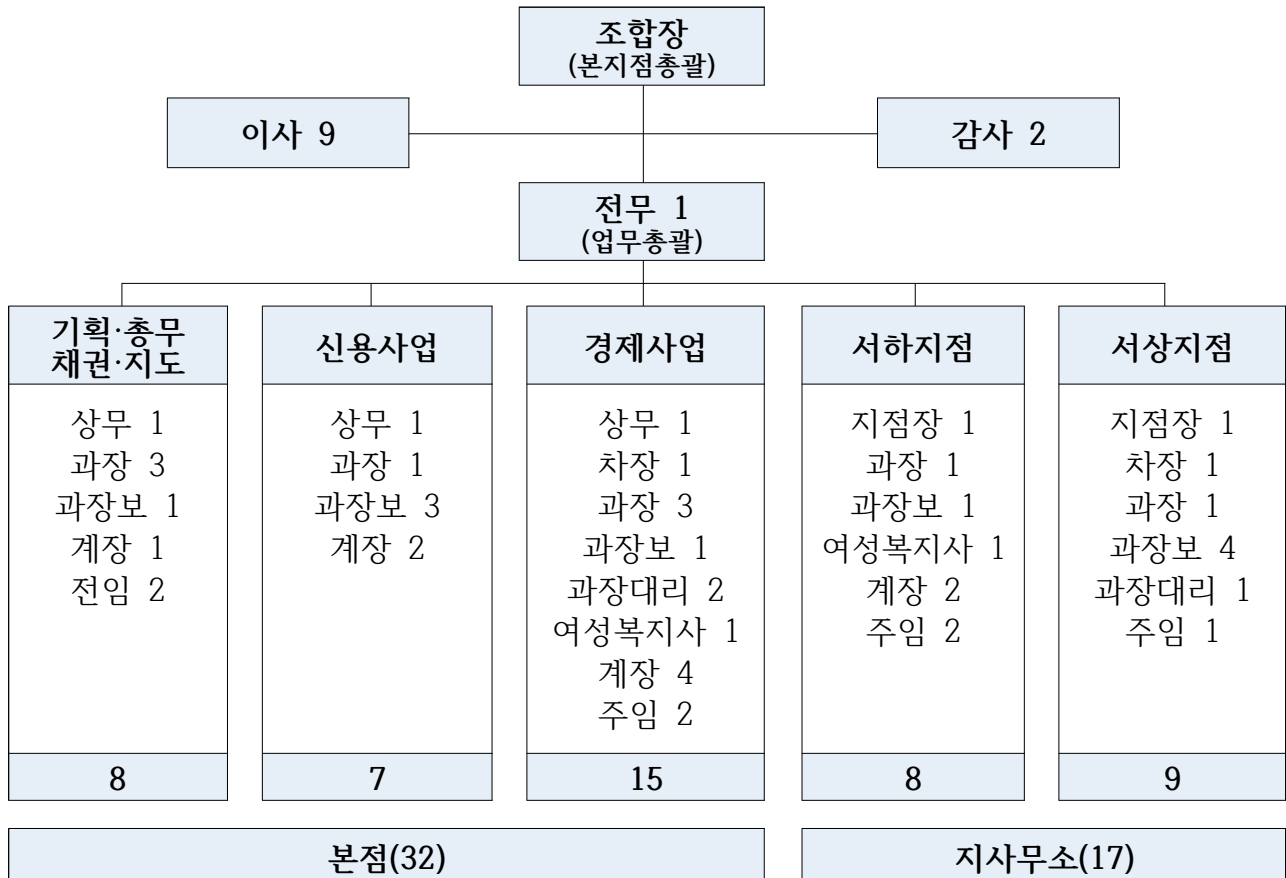 조합장
(본지점총괄)
이사 9
감사 2
전무 1
(업무총괄)
기획·총무
채권·지도
상무 1
과장 3
과장보 1
계장 1
전임 2
8
신용사업
상무 1
과장 1
과장보 3
계장 2
7
경제사업
상무 1
차장 1
과장 3
과장보 1
과장대리 2
여성복지사 1
계장 4
주임 2
15
서하지점
지점장 1
과장 1
과장보 1
여성복지사 1
계장 2
주임 2
8
서상지점
지점장 1
차장 1
과장 1
과장보 4
과장대리 1
주임 1
9
본점(32)
지사무소(17)